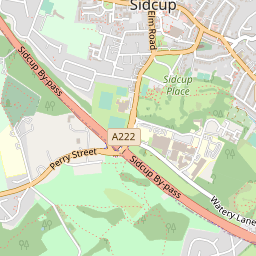 Sidcup
Elm Road
Sidcup By-pass
Sidcup
Place
A222
Perry Street
Sidcup By-pass
Watery Lane